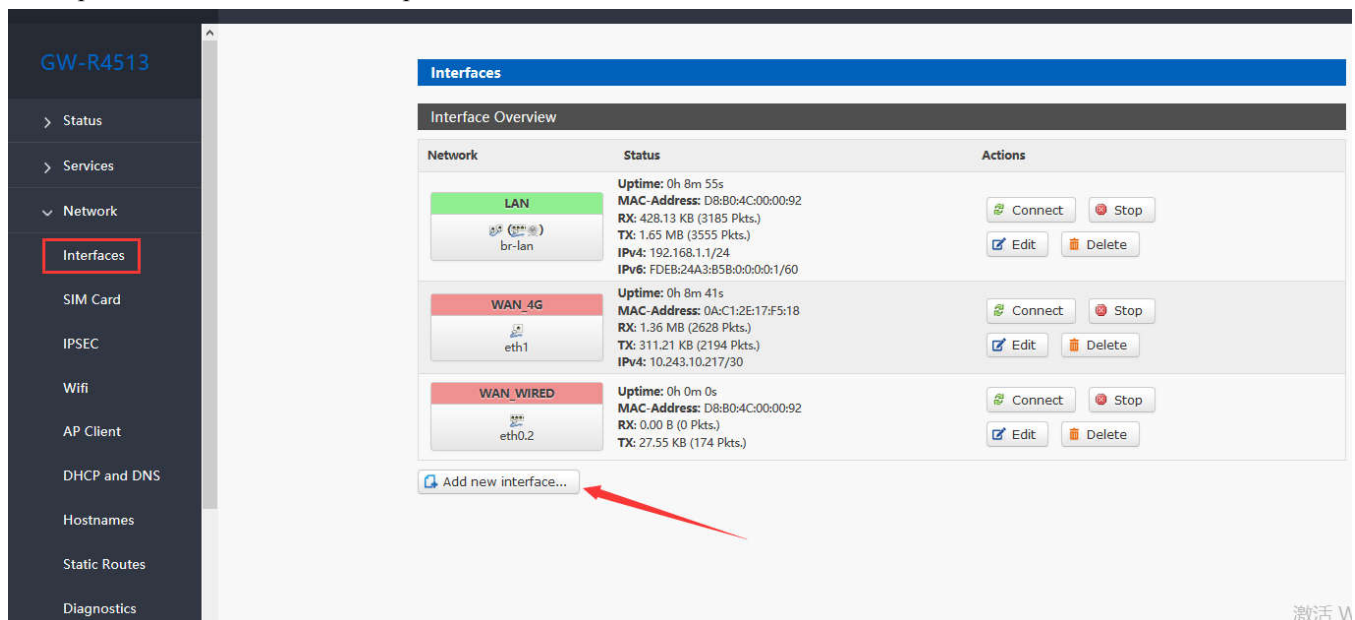 GW-R4513
Status
Services
Network
Interfaces
SIM Card
IPSEC
Wifi
AP Client
DHCP and DNS
Hostnames
Static Routes
Diagnostics
Interfaces
Interface Overview
Network Status Actions
LAN
br-lan
Uptime: 0h 8m 55s
MAC-Address: D8:B0:4C:00:00:92
RX: 428.13 KB (3185 Pkts.)
TX: 1.65 MB (3555 Pkts.)
IPv4: 192.168.1.1/24
IPv6: FDEB:24A3:B5B:0:0:0:0:1/60
Connect Stop
Edit Delete
WAN_4G
eth1
Uptime: 0h 8m 41s
MAC-Address: 0A:C1:2E:17:F5:18
RX: 1.36 MB (2628 Pkts.)
TX: 311.21 KB (2194 Pkts.)
IPv4: 10.243.10.217/30
Connect Stop
Edit Delete
WAN_WIRED
eth0.2
Uptime: 0h 0m 0s
MAC-Address: D8:B0:4C:00:00:92
RX: 0.00 B (0 Pkts.)
TX: 27.55 KB (174 Pkts.)
Connect Stop
Edit Delete
Add new interface...
激活 W